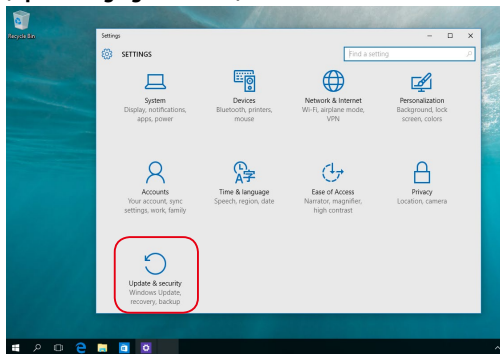 Recycle Bin
Settings
SETTINGS
Find a setting
System
Display, notifications,
apps, power
Devices
Bluetooth, printers,
mouse
Network & Internet
Wi-Fi, airplane mode,
VPN
Personalization
Background, lock
screen, colors
Accounts
Your account, sync
settings, work, family
Time & language
Speech, region, date
Ease of Access
Narrator, magnifier,
high contrast
Privacy
Location, camera
Update & security
Windows Update,
recovery, backup